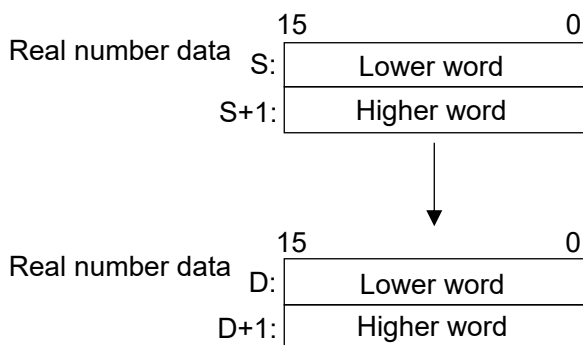 15 0
Real number data
S: Lower word
S+1: Higher word
15 0
Real number data
D: Lower word
D+1: Higher word